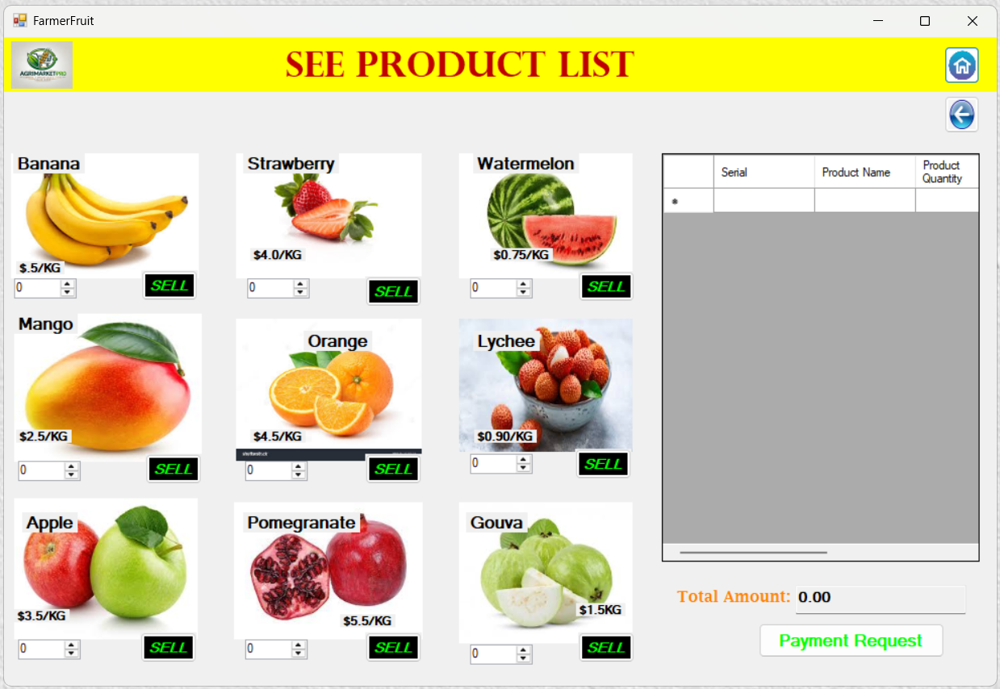 FarmerFruit
AGRIMARKETPRO
SEE PRODUCT LIST
Banana
$.5/KG
0
SELL
Strawberry
$4.0/KG
0
SELL
Watermelon
$0.75/KG
0
SELL
Serial
Product Name
Product
Quantity
Mango
$2.5/KG
0
SELL
Orange
$4.5/KG
shutterstock
0
SELL
Lychee
$0.90/KG
0
SELL
Apple
$3.5/KG
0
SELL
Pomegranate
$5.5/KG
0
SELL
Gouva
$1.5KG
0
SELL
Total Amount: 0.00
Payment Request